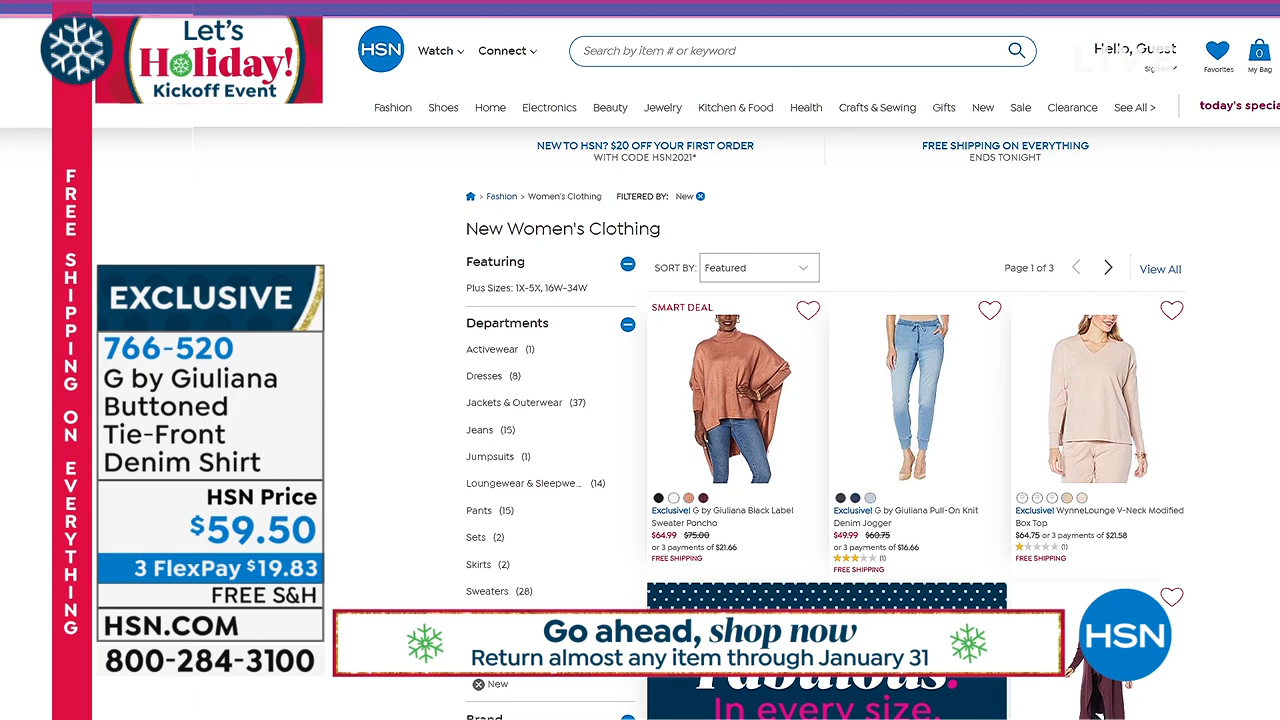 Let's
Holiday!
Kickoff Event
FREE SHIPPING ON EVERYTHING
EXCLUSIVE
766-520
G by Giuliana
Buttoned
Tie-Front
Denim Shirt
HSN Price
$59.50
3 FlexPay $19.83
FREE S&H
HSN.COM
800-284-3100
HSN
Watch
Connect
Search by item # or keyword
LIVE
Hello, Guest
Sign In
Favorites
0
My Bag
Fashion
Shoes
Home
Electronics
Beauty
Jewelry
Kitchen & Food
Health
Crafts & Sewing
Gifts
New
Sale
Clearance
See All >
today's specia
NEW TO HSN? $20 OFF YOUR FIRST ORDER
WITH CODE HSN2021*
FREE SHIPPING ON EVERYTHING
ENDS TONIGHT
> Fashion > Women's Clothing
FILTERED BY: New
New Women's Clothing
Featuring
Plus Sizes: 1X-5X, 16W-34W
Departments
Activewear (1)
Dresses (8)
Jackets & Outerwear (37)
Jeans (15)
Jumpsuits (1)
Loungewear & Sleepwe... (14)
Pants (15)
Sets (2)
Skirts (2)
Sweaters (28)
New
Brand
SORT BY: Featured
Page 1 of 3
View All
SMART DEAL
Exclusive! G by Giuliana Black Label
Sweater Poncho
$64.99 $75.00
or 3 payments of $21.66
FREE SHIPPING
Exclusive! G by Giuliana Pull-On Knit
Denim Jogger
$49.99 $60.75
or 3 payments of $16.66
(1)
FREE SHIPPING
Exclusive! WynneLounge V-Neck Modified
Box Top
$64.75 or 3 payments of $21.58
(1)
FREE SHIPPING
Go ahead, shop now
Return almost any item through January 31
HSN
Fabulous.
In every size.